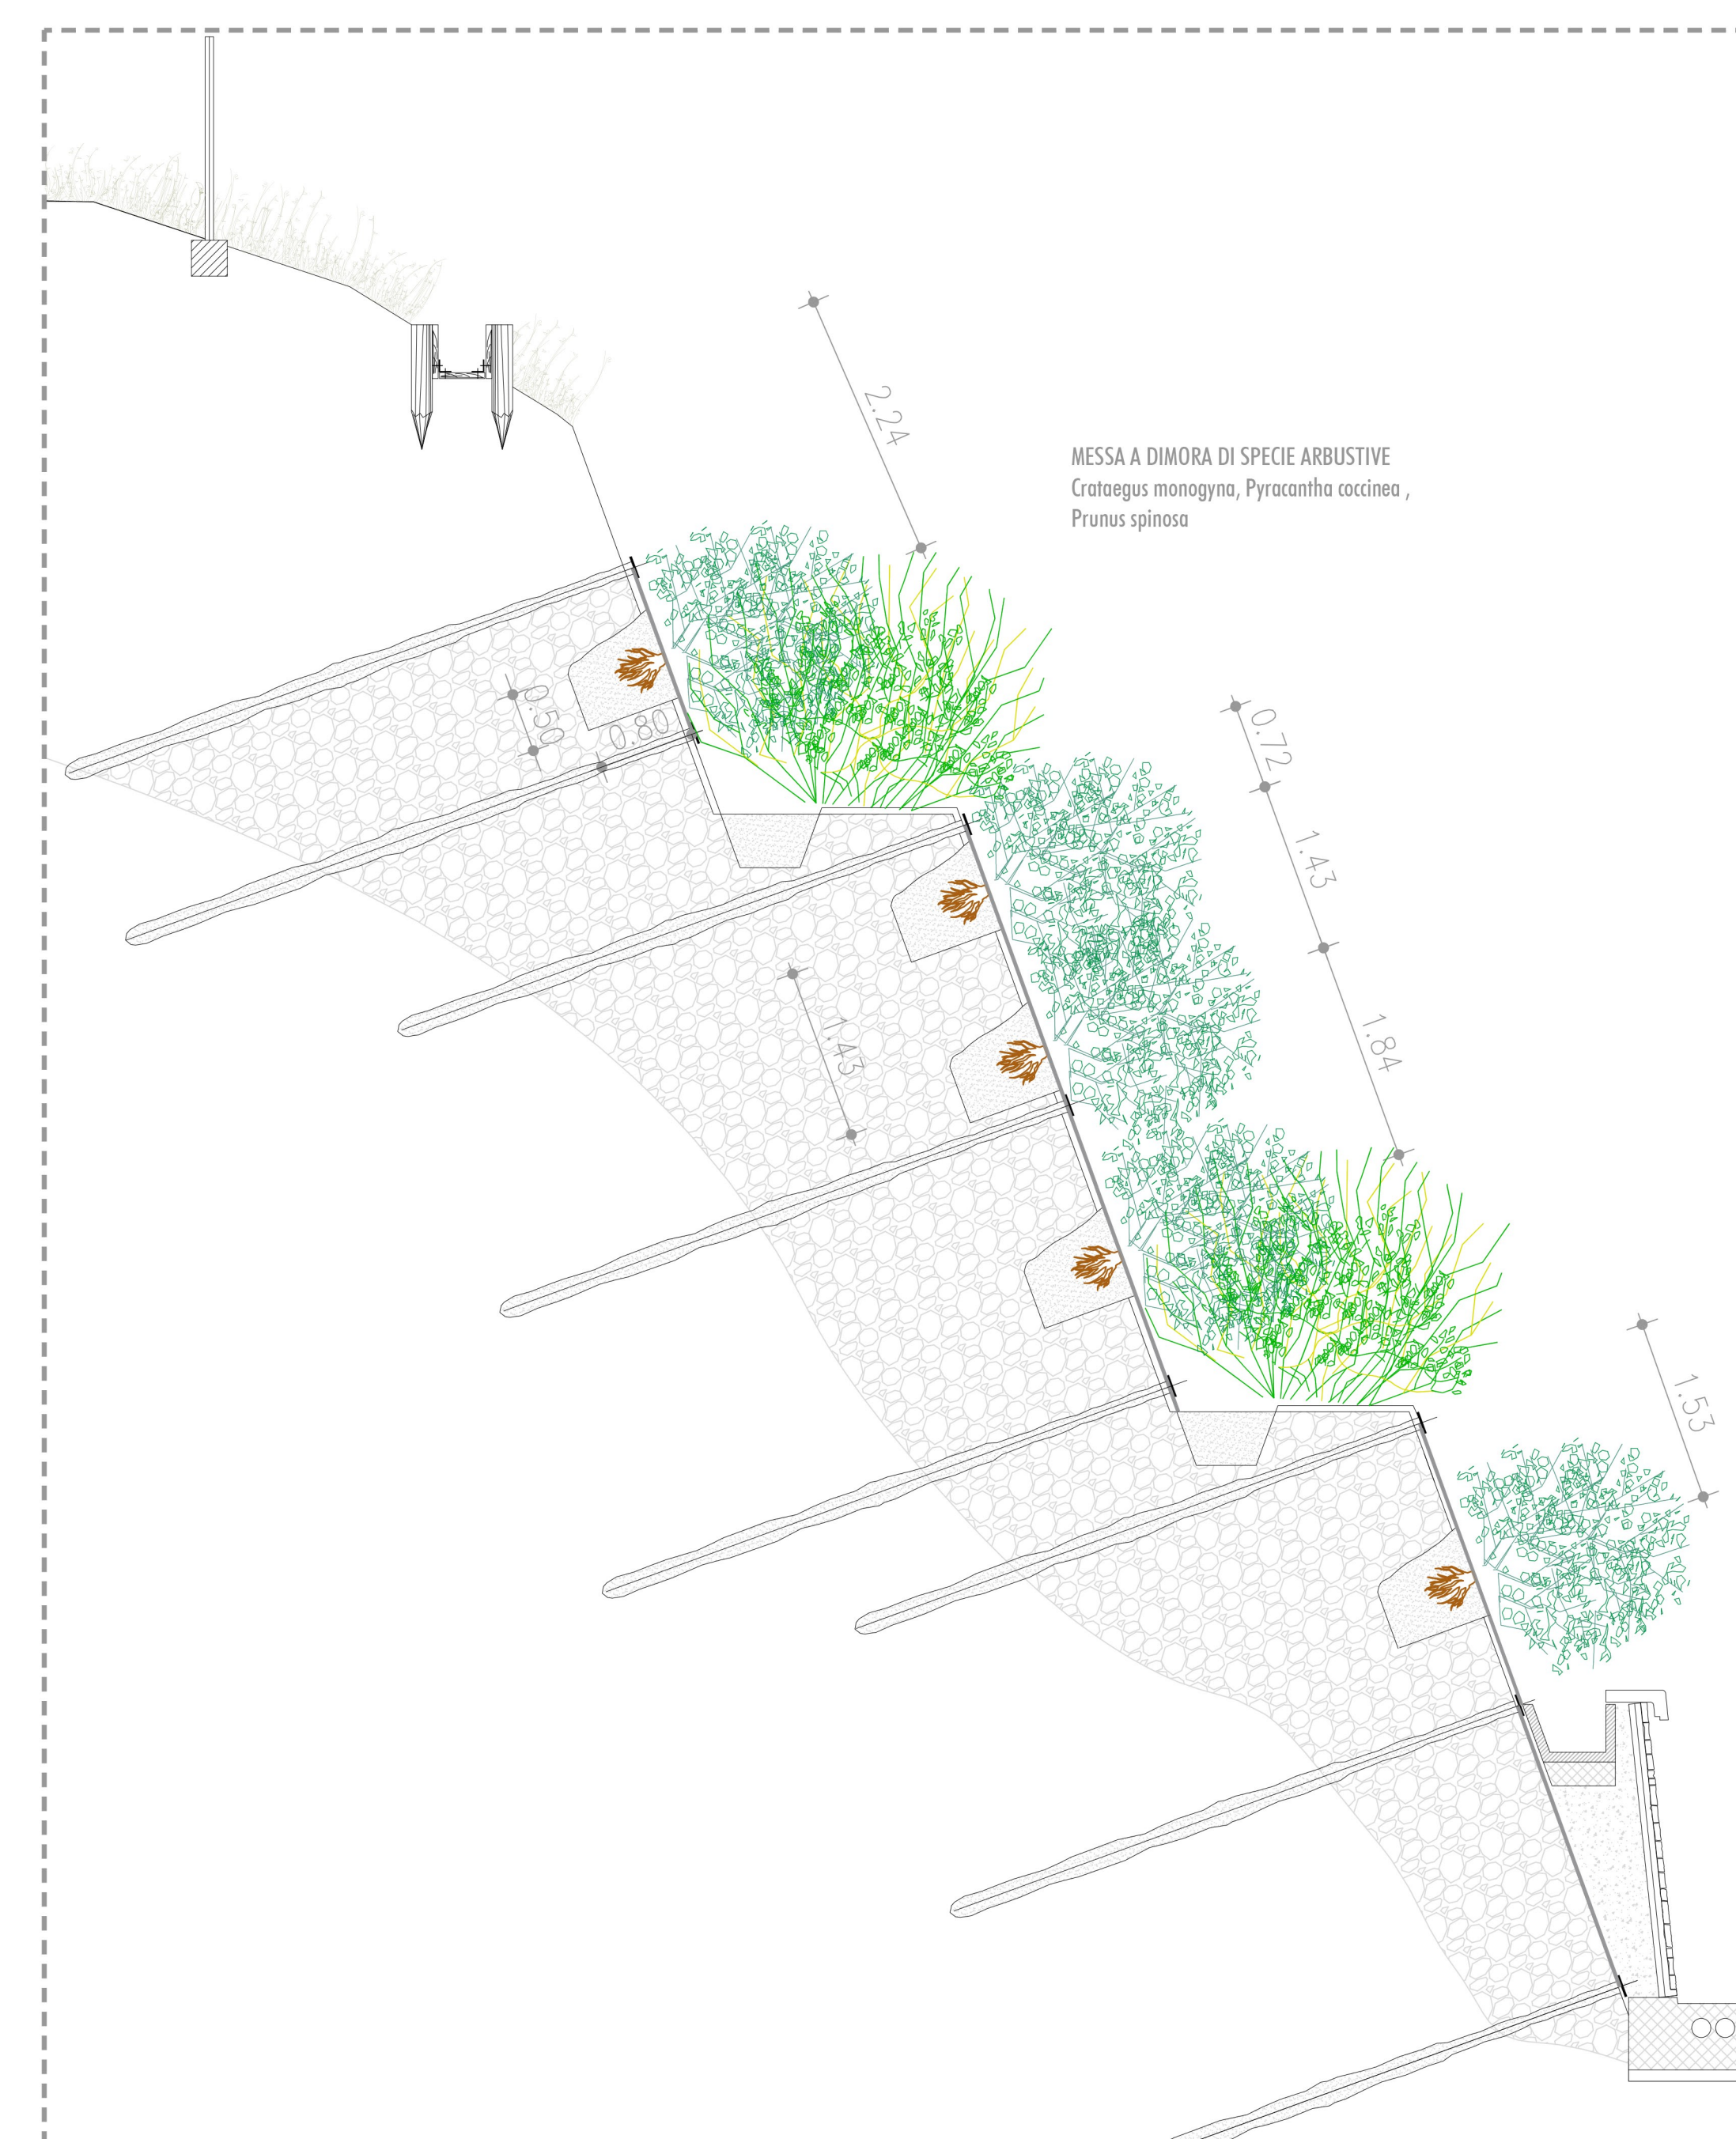 2.24
MESSA A DIMORA DI SPECIE ARBUSTIVE
Crataegus monogyna, Pyracantha coccinea ,
Prunus spinosa
0.50
0.80
0.72
1.43
1.43
1.84
1.53